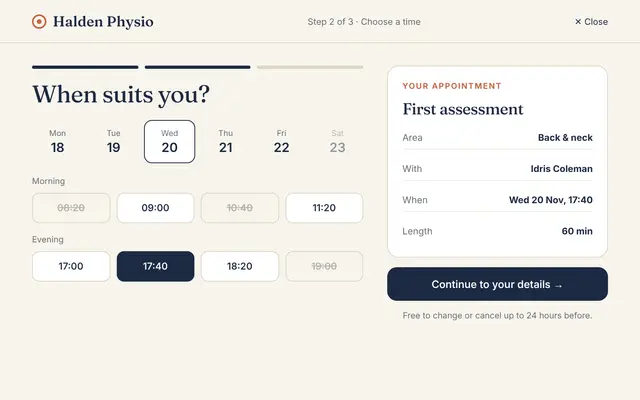 Halden Physio
Step 2 of 3 · Choose a time
✕ Close
When suits you?
Mon Tue Wed Thu Fri Sat
18 19 20 21 22 23
Morning
08:20 09:00 10:40 11:20
Evening
17:00 17:40 18:20 19:00
YOUR APPOINTMENT
First assessment
Area Back & neck
With Idris Coleman
When Wed 20 Nov, 17:40
Length 60 min
Continue to your details →
Free to change or cancel up to 24 hours before.